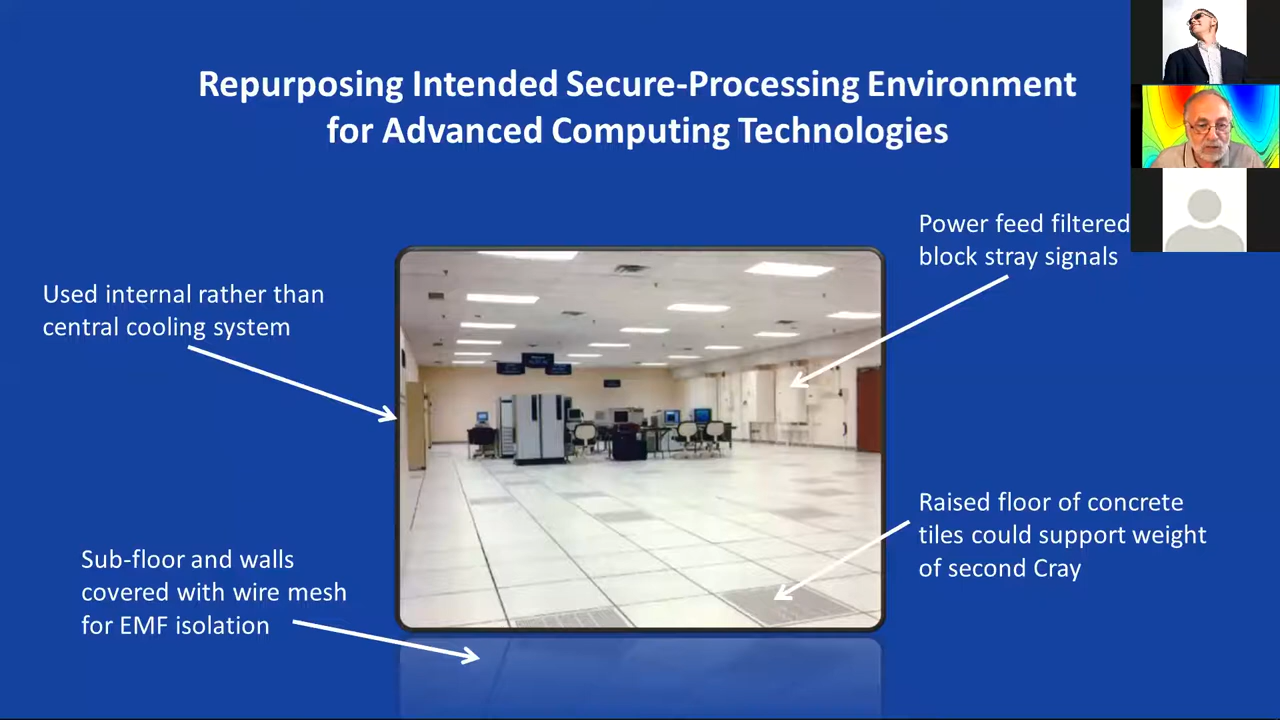 Repurposing Intended Secure-Processing Environment
for Advanced Computing Technologies
Power feed filtered
block stray signals
Used internal rather than
central cooling system
Raised floor of concrete
tiles could support weight
of second Cray
Sub-floor and walls
covered with wire mesh
for EMF isolation